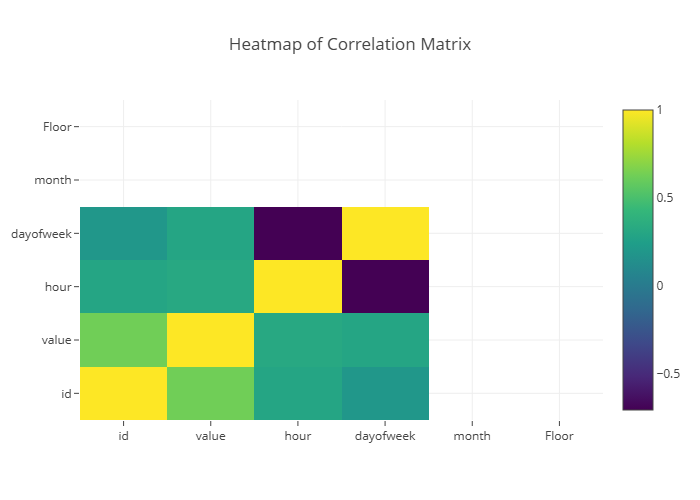 Heatmap of Correlation Matrix
Floor
month
dayofweek
hour
value
id
id value hour dayofweek month Floor
1
0.5
0
−0.5